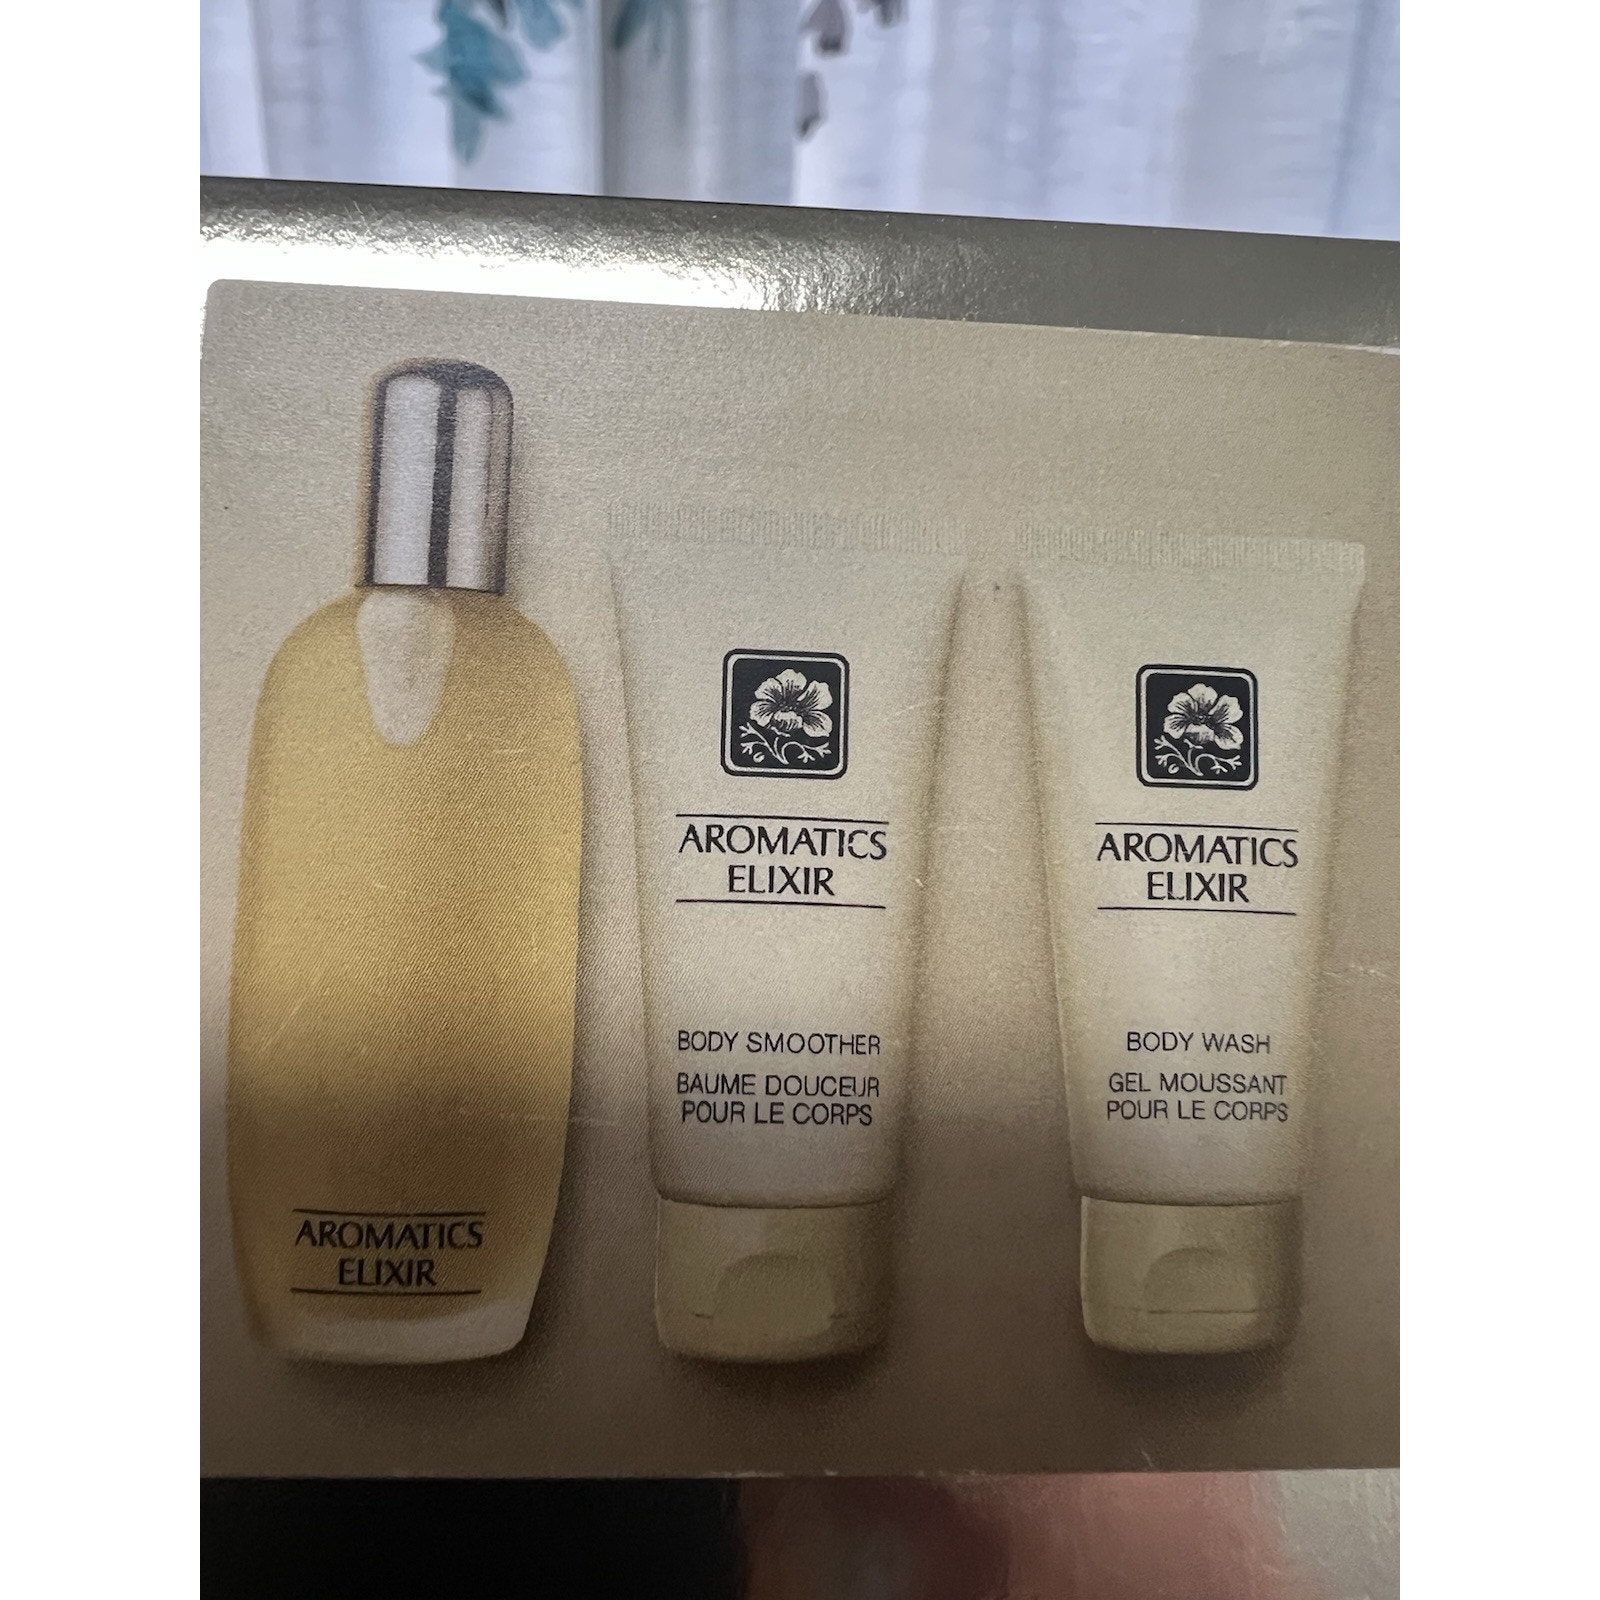 AROMATICS
ELIXIR
AROMATICS
ELIXIR
BODY SMOOTHER
BAUME DOUCEUR
POUR LE CORPS
AROMATICS
ELIXIR
BODY WASH
GEL MOUSSANT
POUR LE CORPS